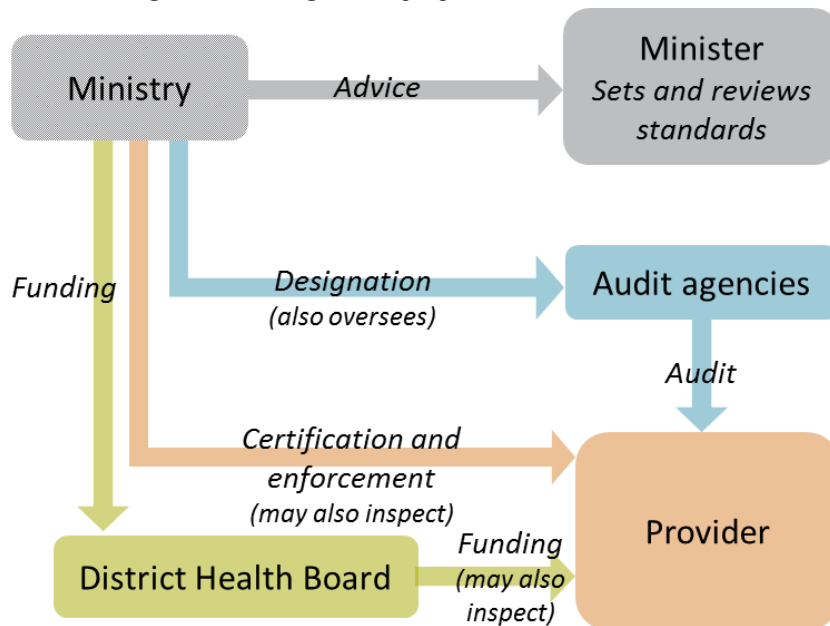 Ministry
Advice
Minister
Sets and reviews
standards
Funding
Designation
(also oversees)
Audit agencies
Audit
Certification and
enforcement
(may also inspect)
Provider
District Health Board
Funding
(may also
inspect)